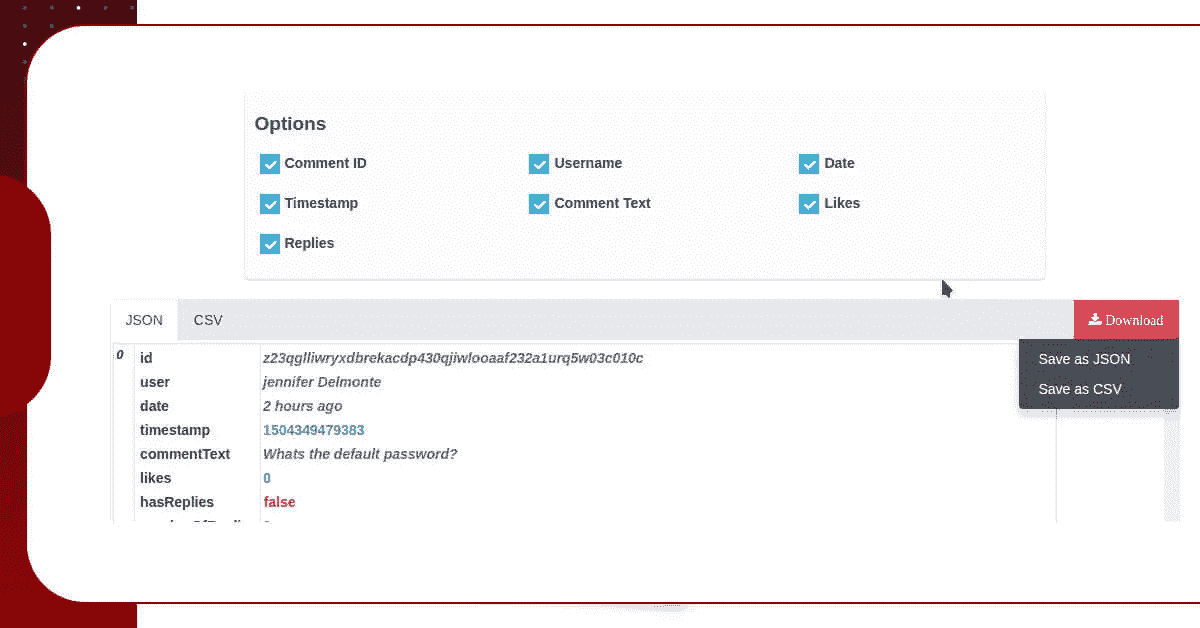 Options
Comment ID Username Date
Timestamp Comment Text Likes
Replies
JSON CSV Download
Save as JSON
Save as CSV
0 id z23qglliwryxdbrekacdp430qjiwlooaaf232a1urq5w03c010c
user jennifer Delmonte
date 2 hours ago
timestamp 1504349479383
commentText Whats the default password?
likes 0
hasReplies false